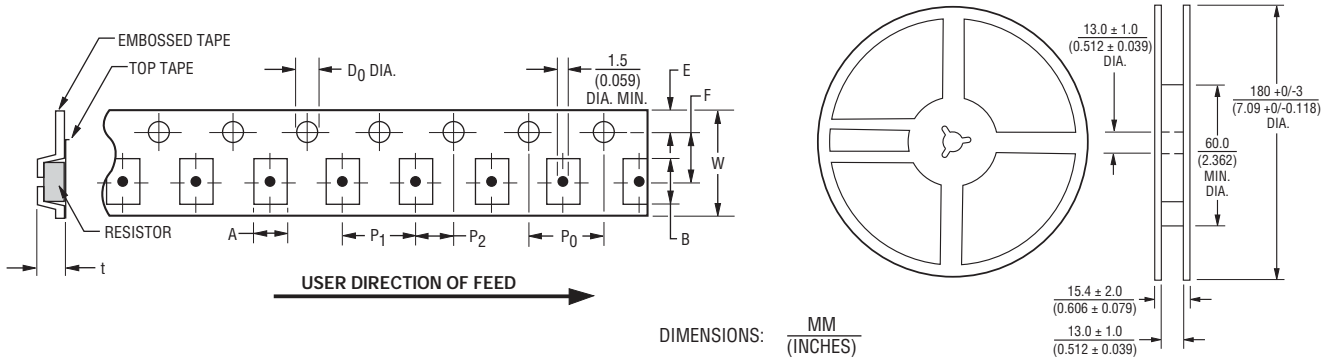 EMBOSSED TAPE
TOP TAPE
D0 DIA.
1.5
(0.059)
DIA. MIN.
E
F
W
B
RESISTOR
A
P1
P2
P0
t
USER DIRECTION OF FEED
DIMENSIONS: MM
(INCHES)
13.0 ± 1.0
(0.512 ± 0.039)
DIA.
180 +0/-3
(7.09 +0/-0.118)
DIA.
60.0
(2.362)
MIN.
DIA.
15.4 ± 2.0
(0.606 ± 0.079)
13.0 ± 1.0
(0.512 ± 0.039)